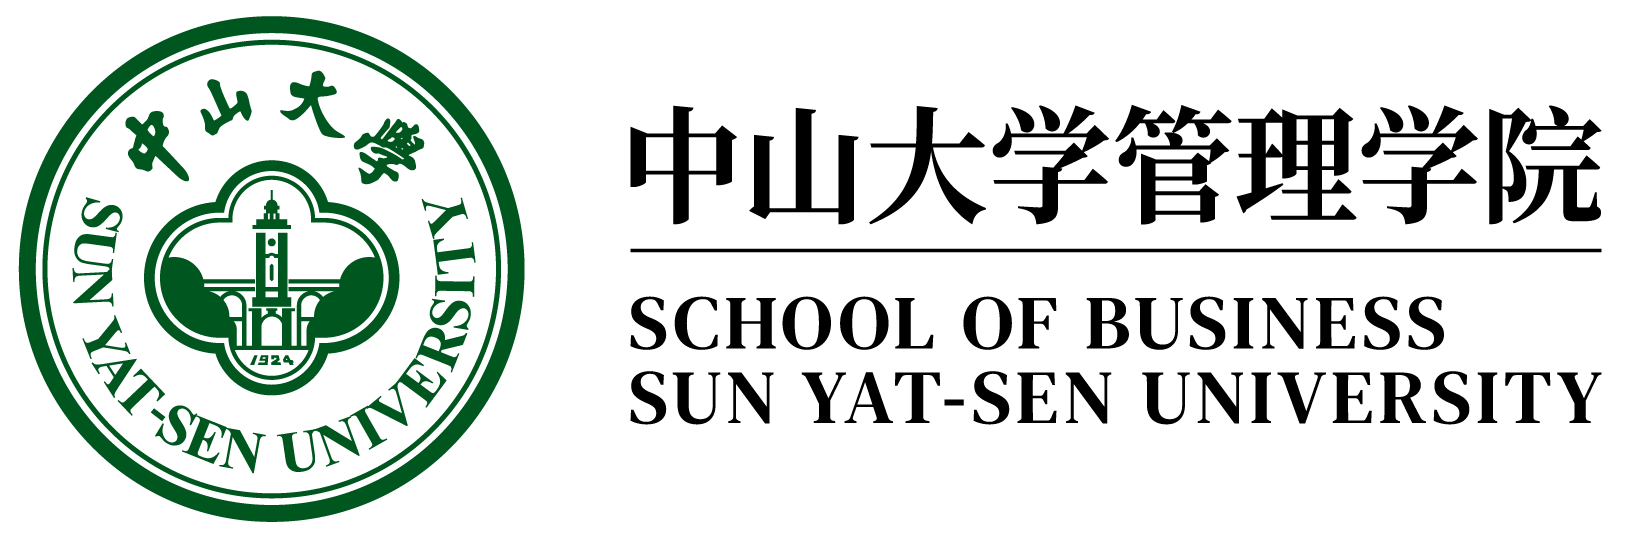 中山大學
SUN YAT-SEN UNIVERSITY
1924
中山大学管理学院
SCHOOL OF BUSINESS
SUN YAT-SEN UNIVERSITY